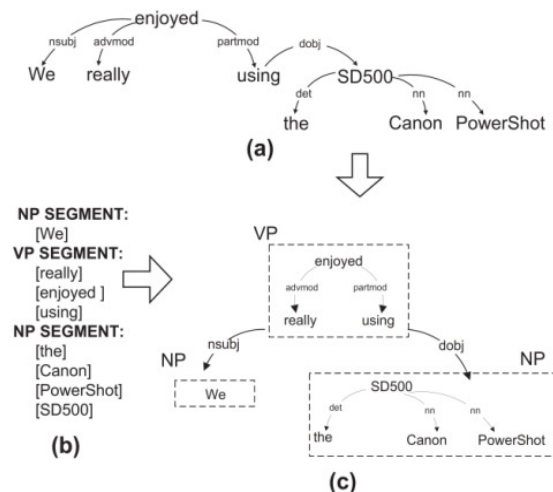 enjoyed
nsubj advmod partmod dobj
We really using SD500
det nn nn
the Canon PowerShot
(a)
NP SEGMENT:
[We]
VP SEGMENT:
[really]
[enjoyed ]
[using]
NP SEGMENT:
[the]
[Canon]
[PowerShot]
[SD500]
(b)
VP
enjoyed
advmod partmod
really using
nsubj dobj
NP NP
We
SD500
det nn nn
the Canon PowerShot
(c)